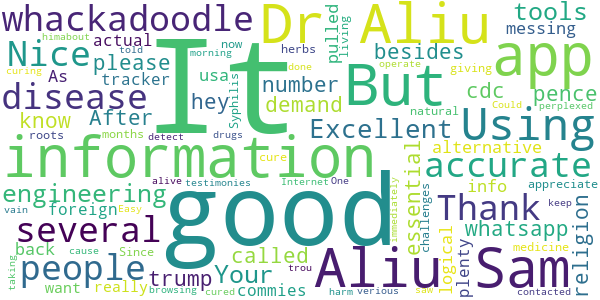 whackadoodle Dr Aliu tools
Nice actual besides messing
As please But pulled living app
tracker usa now herbs giving
disease hey number cdc pence
know After It demand Using
roots months detect drugs Syphilis Excellent natural operate Could perplexed
himabout told morning done curing
information cure alternative accurate
engineering alive testimonies Internet One essential info appreciate
several foreign good Thank religion
vain Easy Since cause back called immediately challenges whatsapp
people trump Your Aliu logical plenty Sam
want really commies trou medicine keep
taking browsing cured harm verious saw contacted